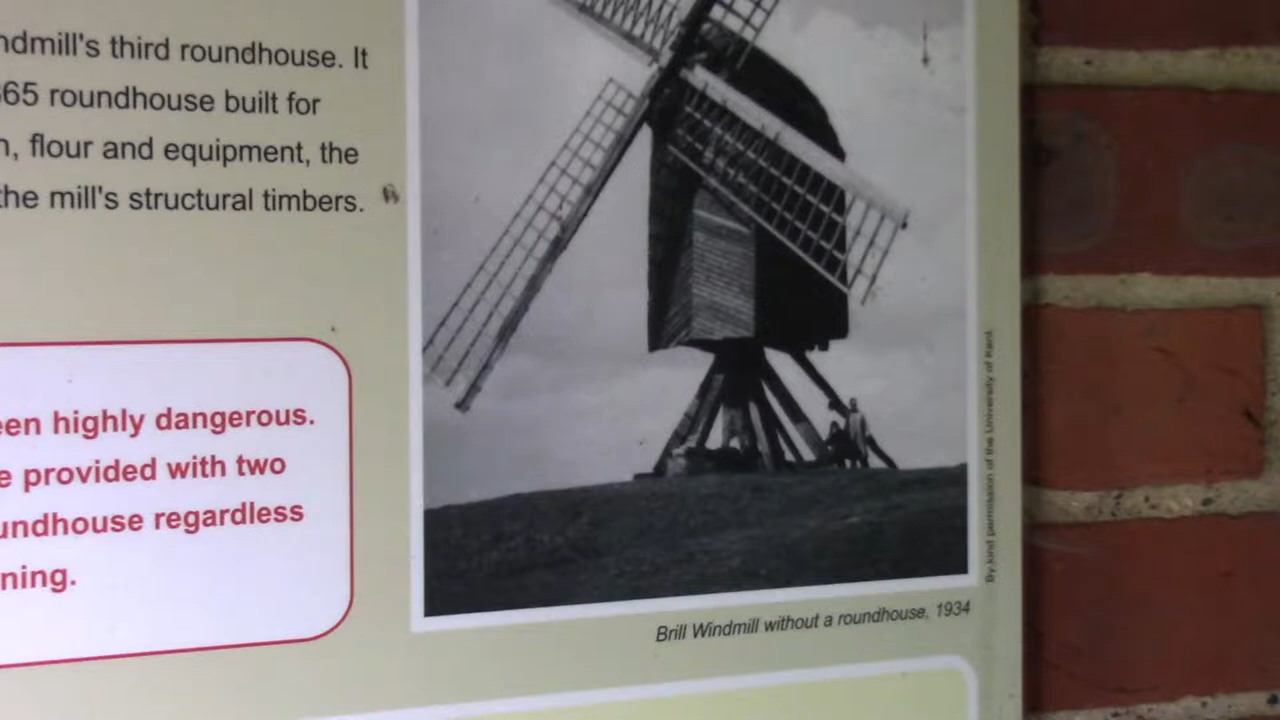 ndmill's third roundhouse. It
65 roundhouse built for
n, flour and equipment, the
the mill's structural timbers.
een highly dangerous.
e provided with two
undhouse regardless
ning.
By kind permission of the University of Kent
Brill Windmill without a roundhouse, 1934